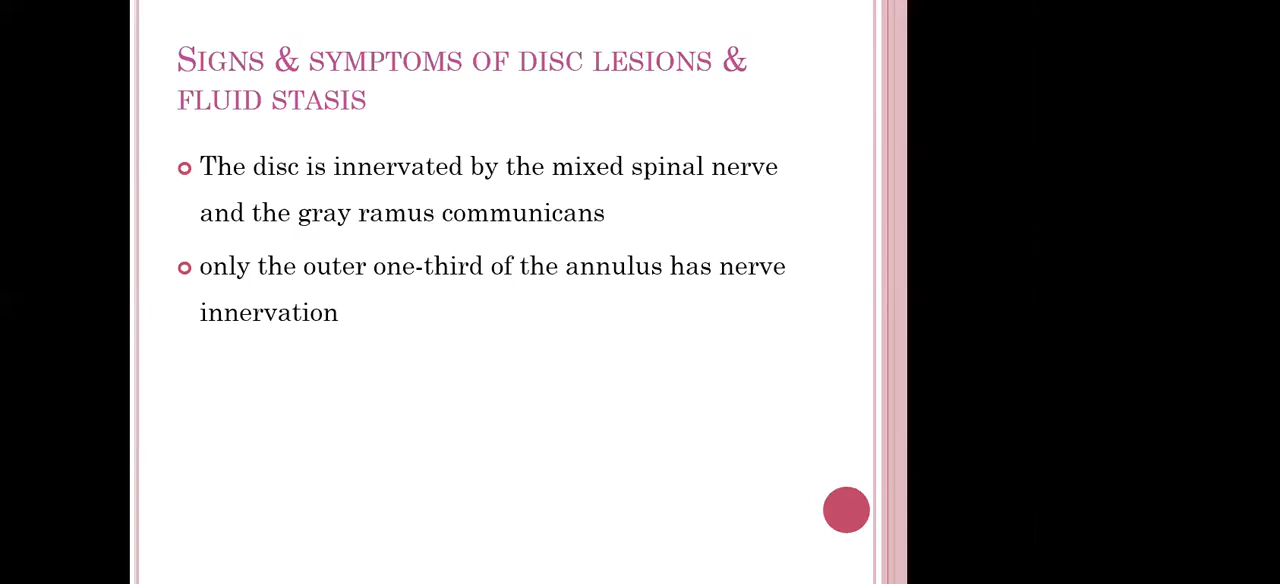 Signs & symptoms of disc lesions &
fluid stasis
The disc is innervated by the mixed spinal nerve
and the gray ramus communicans
only the outer one-third of the annulus has nerve
innervation